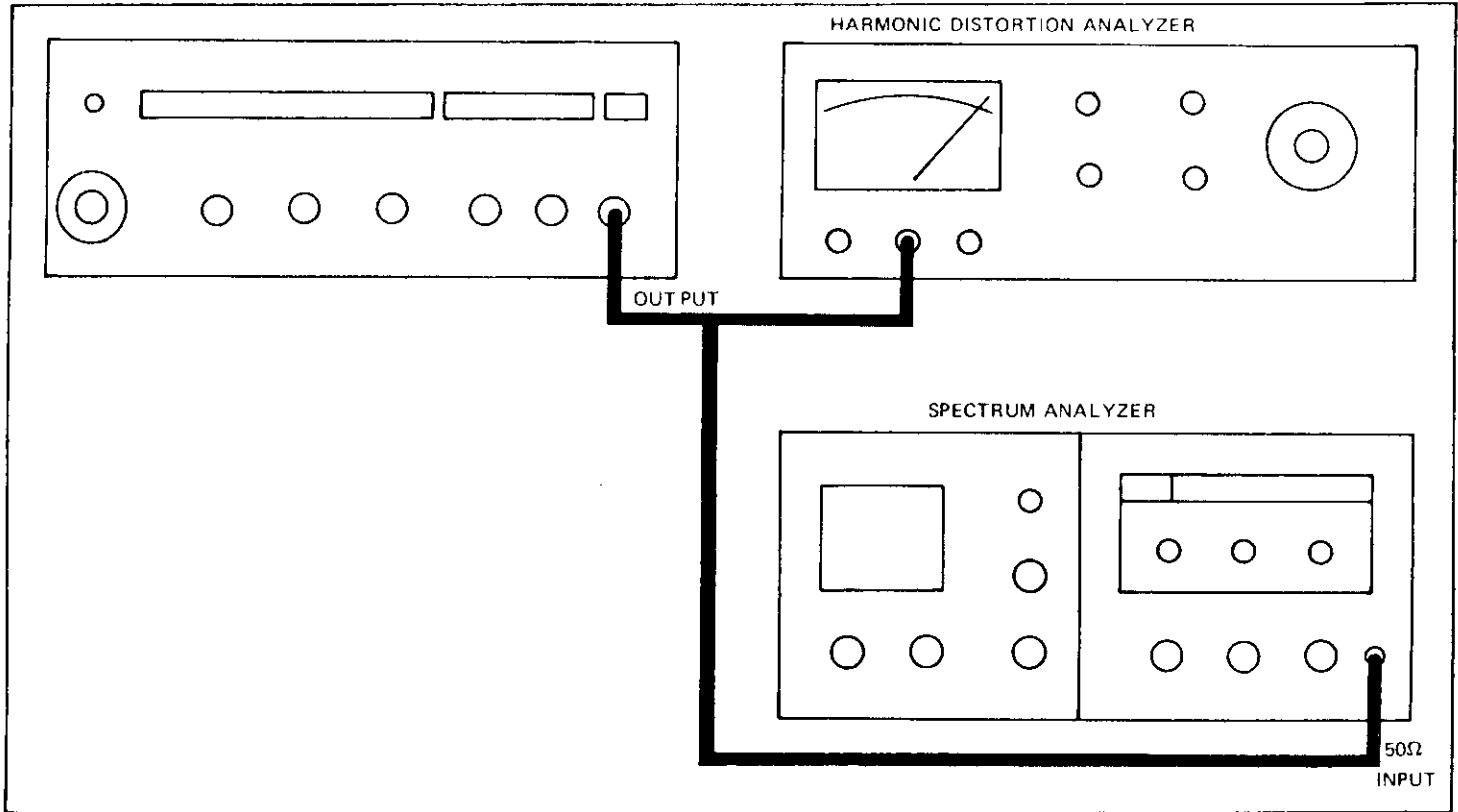 HARMONIC DISTORTION ANALYZER
OUTPUT
SPECTRUM ANALYZER
50Ω
INPUT